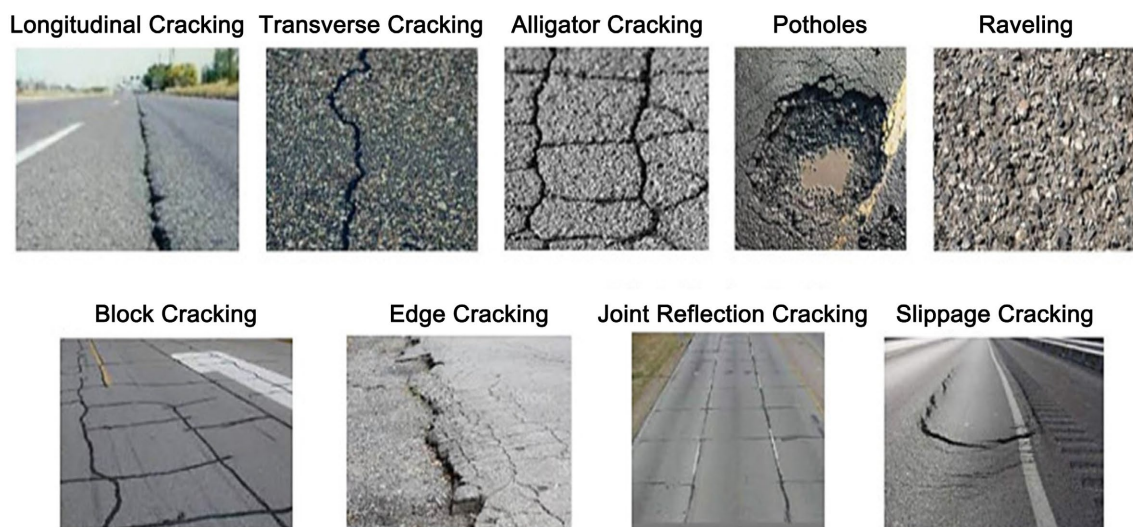 Longitudinal Cracking
Transverse Cracking
Alligator Cracking
Potholes
Raveling
Block Cracking
Edge Cracking
Joint Reflection Cracking
Slippage Cracking